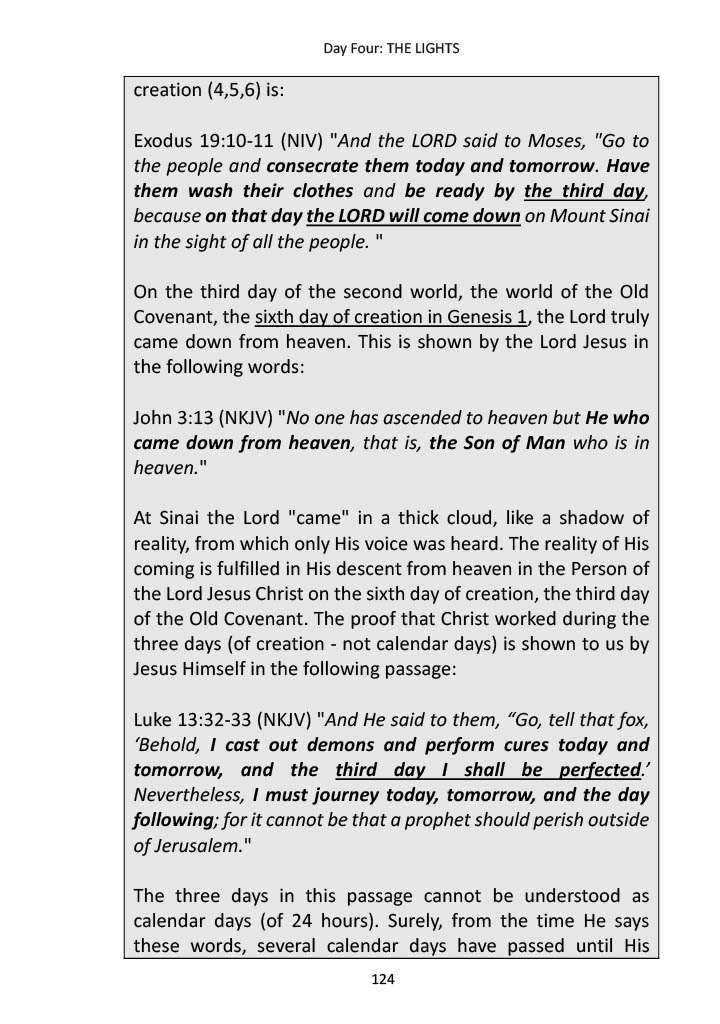 Day Four: THE LIGHTS
creation (4,5,6) is:
Exodus 19:10-11 (NIV) "And the LORD said to Moses, "Go to
the people and consecrate them today and tomorrow. Have
them wash their clothes and be ready by the third day,
because on that day the LORD will come down on Mount Sinai
in the sight of all the people. "
On the third day of the second world, the world of the Old
Covenant, the sixth day of creation in Genesis 1, the Lord truly
came down from heaven. This is shown by the Lord Jesus in
the following words:
John 3:13 (NKJV) "No one has ascended to heaven but He who
came down from heaven, that is, the Son of Man who is in
heaven."
At Sinai the Lord "came" in a thick cloud, like a shadow of
reality, from which only His voice was heard. The reality of His
coming is fulfilled in His descent from heaven in the Person of
the Lord Jesus Christ on the sixth day of creation, the third day
of the Old Covenant. The proof that Christ worked during the
three days (of creation - not calendar days) is shown to us by
Jesus Himself in the following passage:
Luke 13:32-33 (NKJV) "And He said to them, “Go, tell that fox,
‘Behold, I cast out demons and perform cures today and
tomorrow, and the third day I shall be perfected.’
Nevertheless, I must journey today, tomorrow, and the day
following; for it cannot be that a prophet should perish outside
of Jerusalem."
The three days in this passage cannot be understood as
calendar days (of 24 hours). Surely, from the time He says
these words, several calendar days have passed until His
124